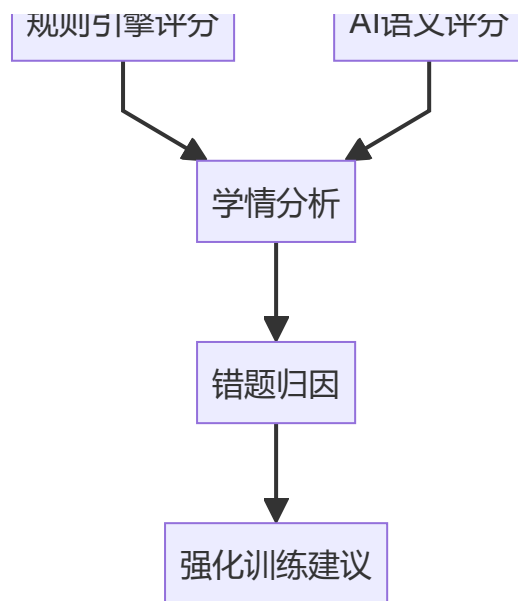 规则引擎评分
AI语义评分
学情分析
错题归因
强化训练建议